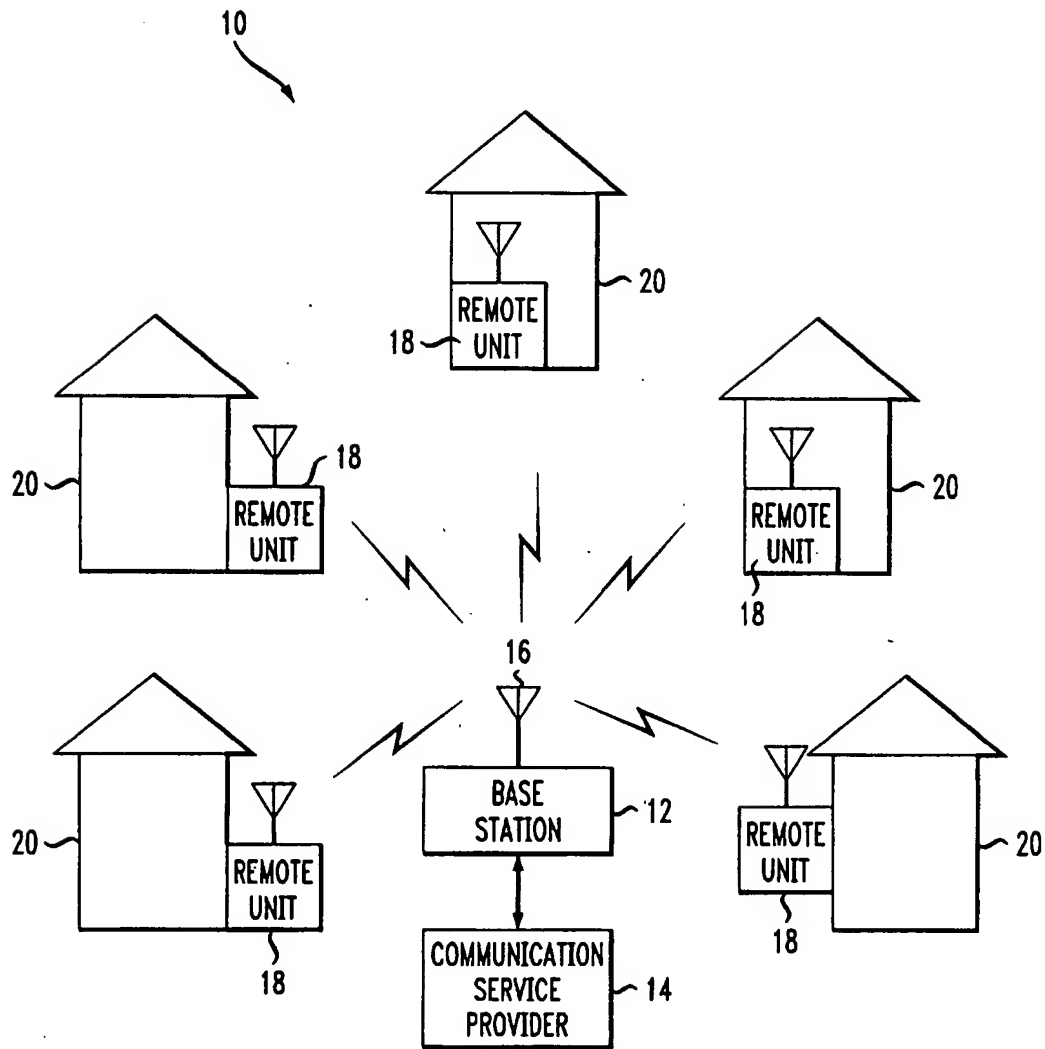 10
20
REMOTE
UNIT
18
20
18
REMOTE
UNIT
20
REMOTE
UNIT
18
16
20
REMOTE
UNIT
18
BASE
STATION
12
REMOTE
UNIT
18
20
COMMUNICATION
SERVICE
PROVIDER
14